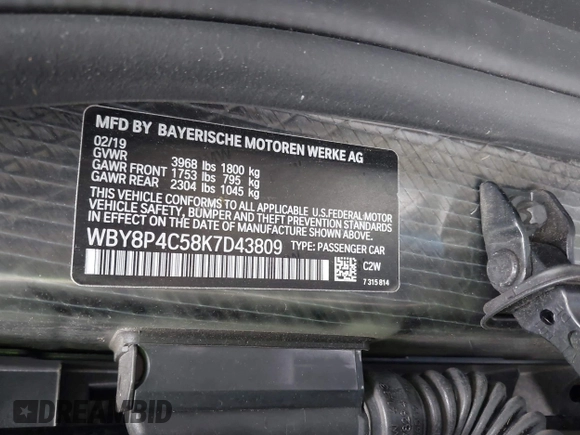 MFD BY BAYERISCHE MOTOREN WERKE AG
02/19
GVWR 3968 lbs 1800 kg
GAWR FRONT 1753 lbs 795 kg
GAWR REAR 2304 lbs 1045 kg
THIS VEHICLE CONFORMS TO ALL APPLICABLE U.S.FEDERAL MOTOR
VEHICLE SAFETY, BUMPER AND THEFT PREVENTION STANDARDS
IN EFFECT ON THE DATE OF MANUFACTURE SHOWN ABOVE.
WBY8P4C58K7D43809 TYPE: PASSENGER CAR
C2W
7 315 814
DREAMBID